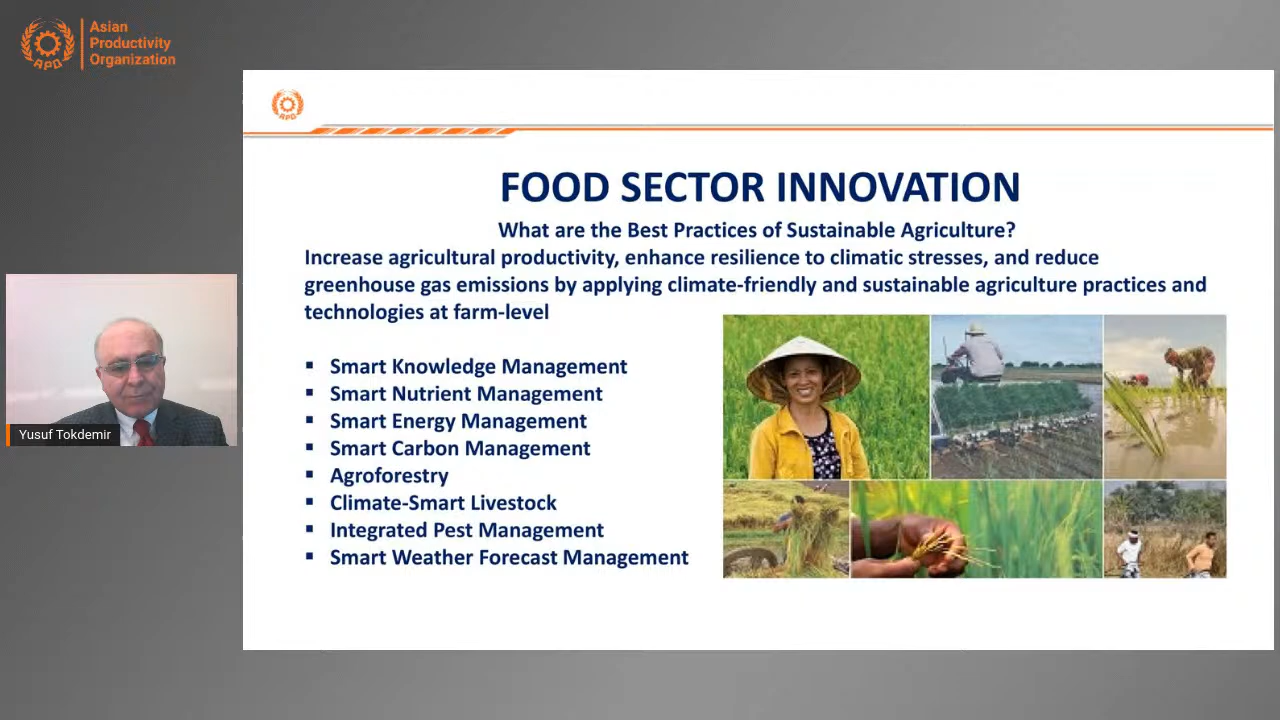 Asian
Productivity
Organization
APO
APO
FOOD SECTOR INNOVATION
What are the Best Practices of Sustainable Agriculture?
Increase agricultural productivity, enhance resilience to climatic stresses, and reduce
greenhouse gas emissions by applying climate-friendly and sustainable agriculture practices and
technologies at farm-level
▪ Smart Knowledge Management
▪ Smart Nutrient Management
▪ Smart Energy Management
▪ Smart Carbon Management
▪ Agroforestry
▪ Climate-Smart Livestock
▪ Integrated Pest Management
▪ Smart Weather Forecast Management
Yusuf Tokdemir